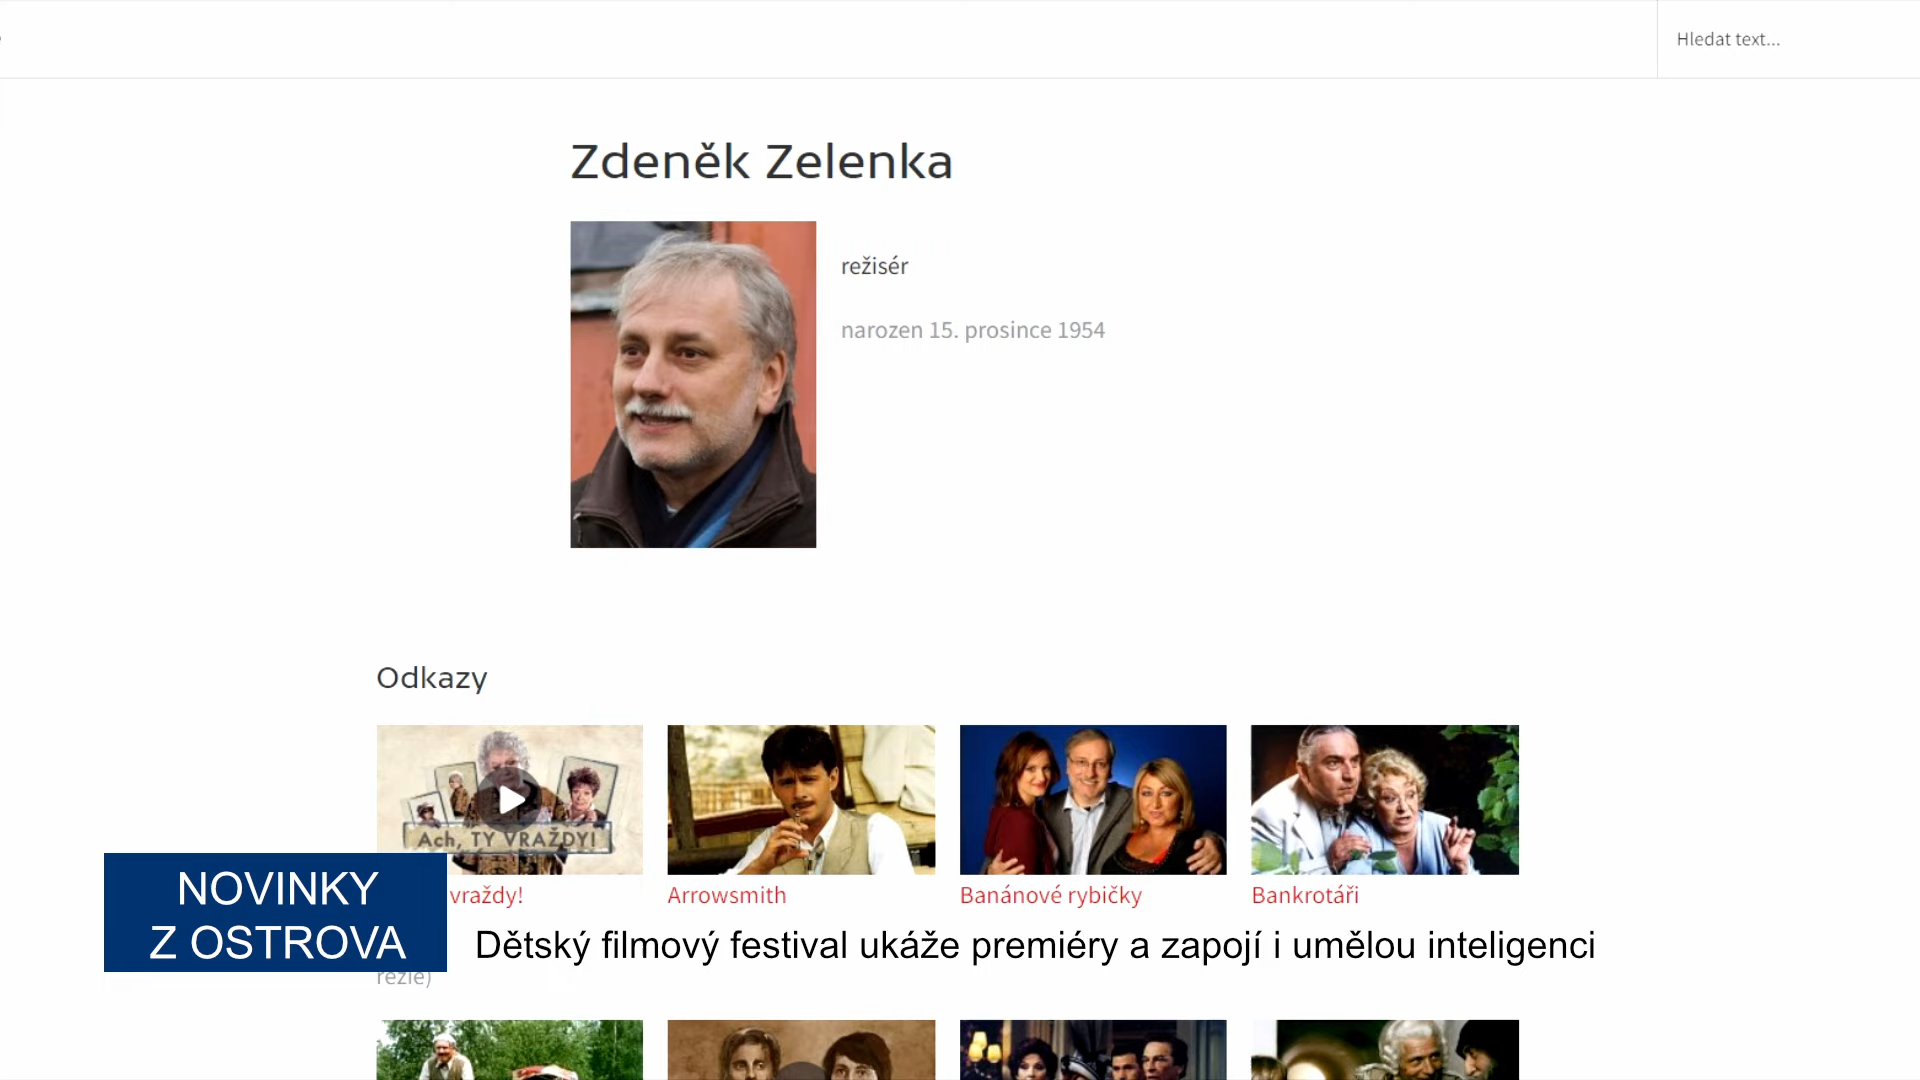 Hledat text...
Zdeněk Zelenka
režisér
narozen 15. prosince 1954
Odkazy
Ach, TY VRAŽDY!
vraždy!
Arrowsmith
Banánové rybičky
Bankrotáři
NOVINKY
Z OSTROVA
Dětský filmový festival ukáže premiéry a zapojí i umělou inteligenci
režie)